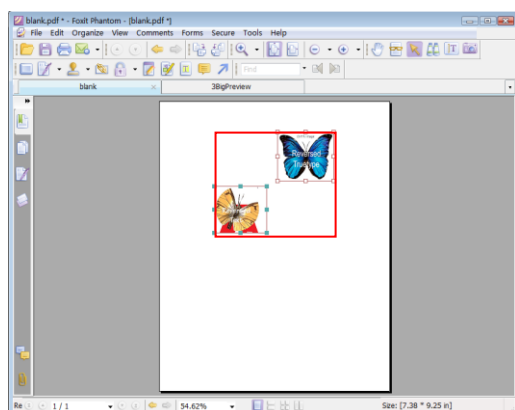 blank.pdf * - Foxit Phantom - [blank.pdf *]
File Edit Organize View Comments Forms Secure Tools Help
Find
blank
3BigPreview
Reversed
Truetype
Re
1 / 1
54.62%
Size: [7.38 * 9.25 in]